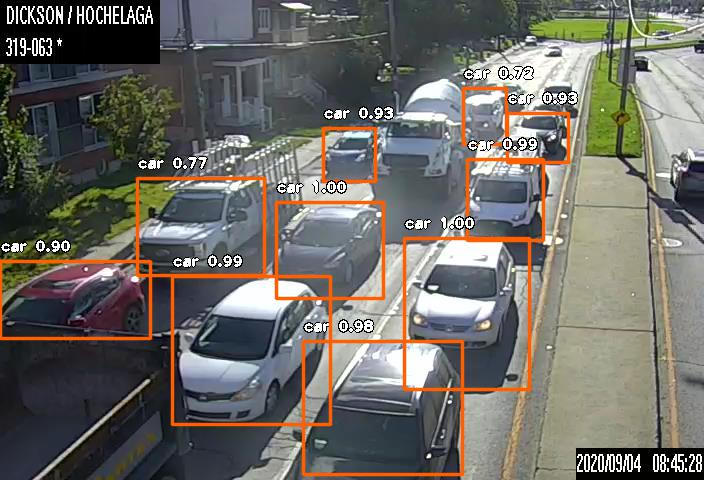 DICKSON / HOCHELAGA
319-063 *
car 0.72
car 0.93
car 0.93
car 0.99
car 0.77
car 1.00
car 1.00
car 0.90
car 0.99
car 0.98
2020/09/04 08:45:28